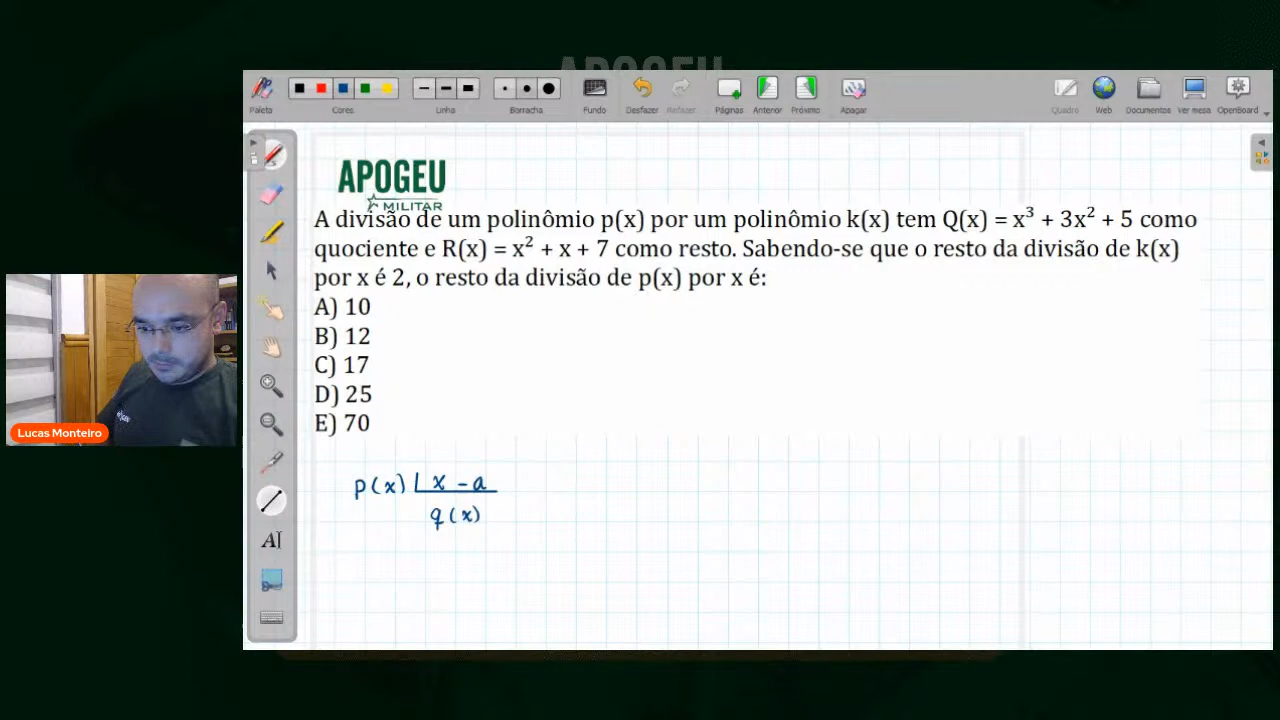 APOGEU
Paleta
Cores
Linha
Borracha
Fundo
Desfazer
Refazer
Páginas
Anterior
Próximo
Apagar
Quadro
Web
Documentos
Ver mesa
OpenBoard
APOGEU
MILITAR
A divisão de um polinômio p(x) por um polinômio k(x) tem Q(x) = x³ + 3x² + 5 como
quociente e R(x) = x² + x + 7 como resto. Sabendo-se que o resto da divisão de k(x)
por x é 2, o resto da divisão de p(x) por x é:
A) 10
B) 12
C) 17
D) 25
E) 70
Lucas Monteiro
p(x) x - a
q(x)
AI